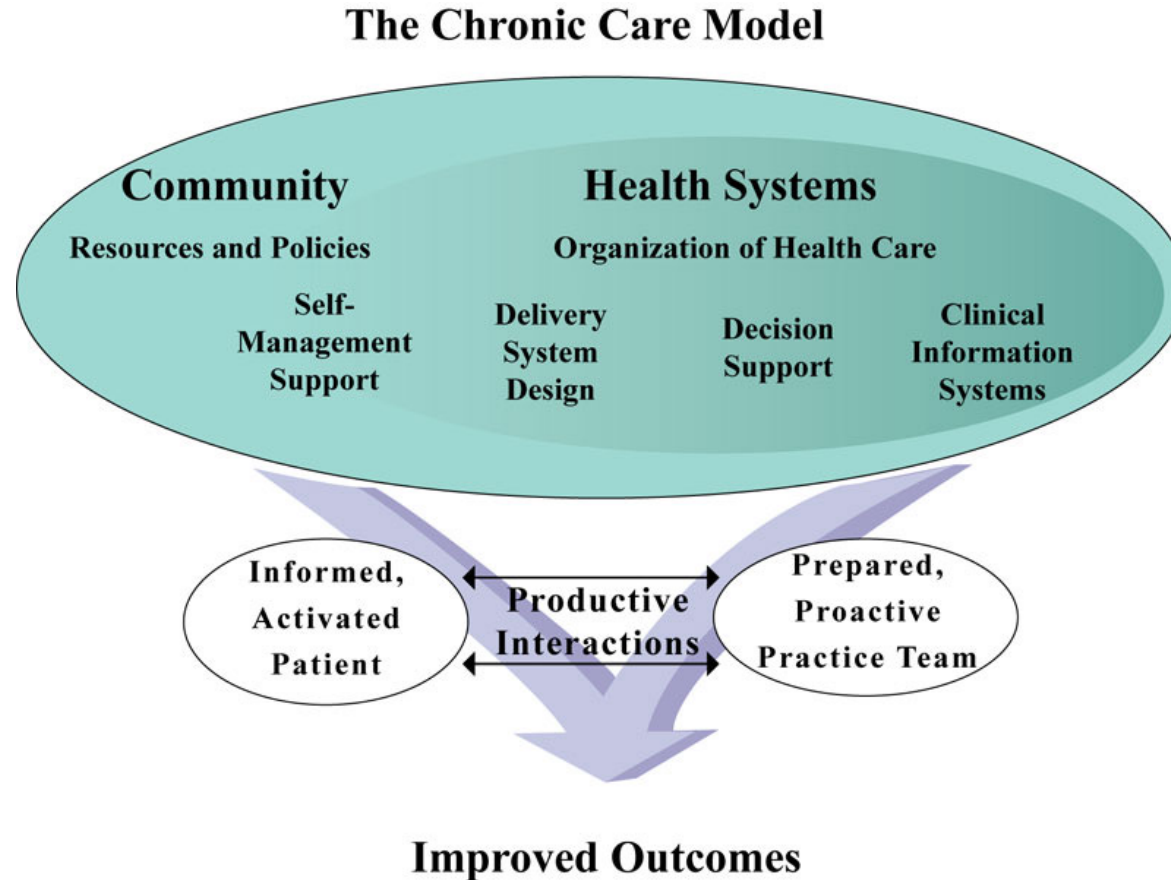 The Chronic Care Model
Community
Resources and Policies
Health Systems
Organization of Health Care
Self-
Management
Support
Delivery
System
Design
Decision
Support
Clinical
Information
Systems
Informed,
Activated
Patient
Productive
Interactions
Prepared,
Proactive
Practice Team
Improved Outcomes